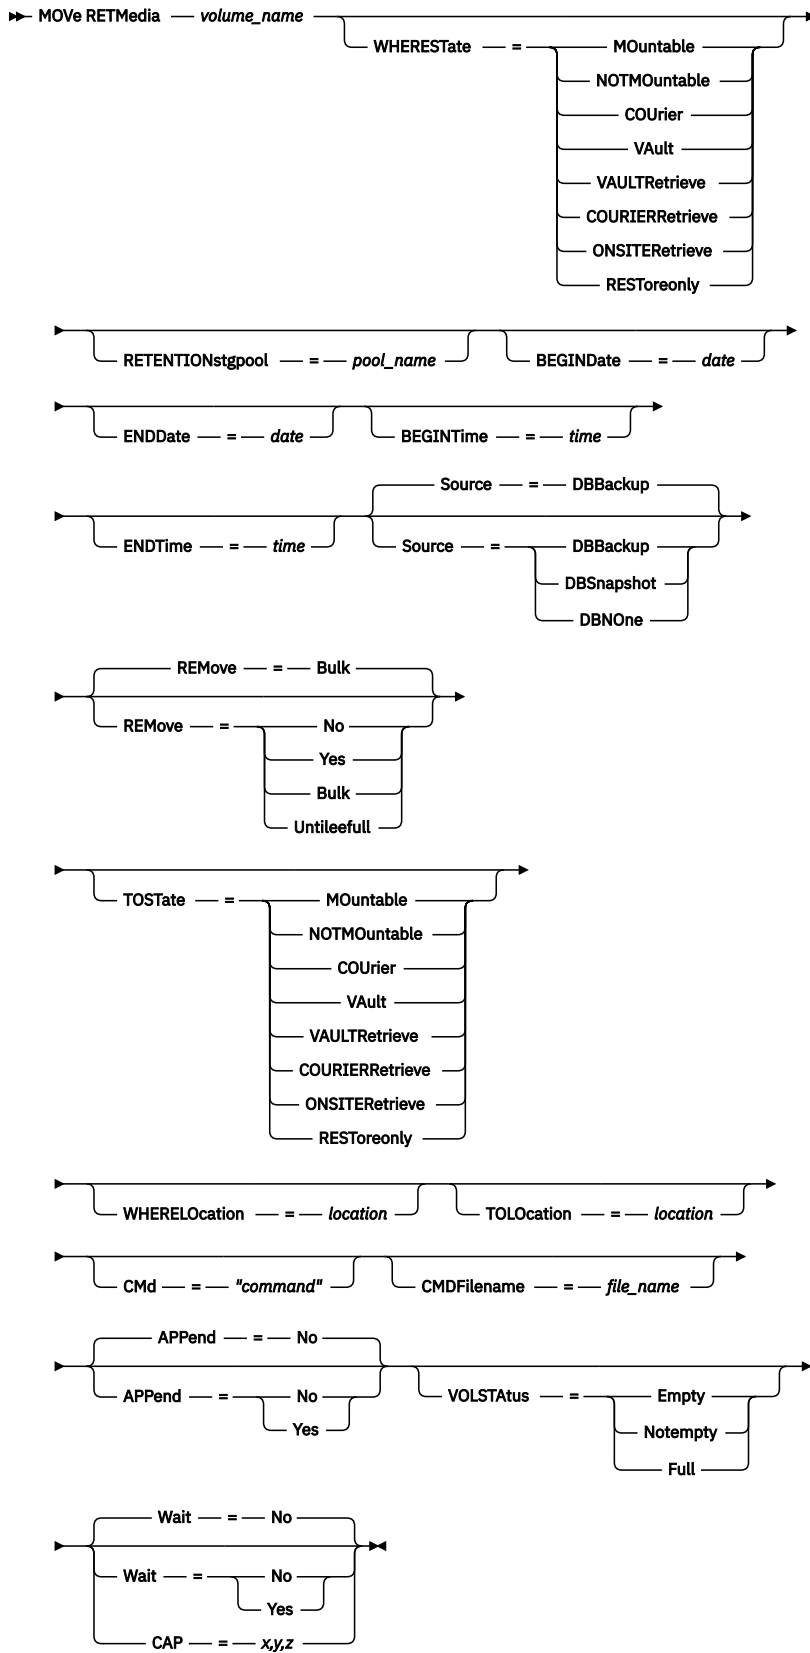 MOVe RETMedia volume_name
WHERESTate = MOuntable
NOTMOuntable
COUrier
VAult
VAULTRetrieve
COURIERRetrieve
ONSITERetrieve
RESToreonly
RETENTIONstgpool = pool_name BEGINDate = date
ENDDate = date BEGINTime = time
Source = DBBackup
ENDTime = time Source = DBBackup
DBSnapshot
DBNOne
REMove = Bulk
REMove = No
Yes
Bulk
Untileefull
TOSTate = MOuntable
NOTMOuntable
COUrier
VAult
VAULTRetrieve
COURIERRetrieve
ONSITERetrieve
RESToreonly
WHERELOcation = location TOLOcation = location
CMd = "command" CMDFilename = file_name
APPend = No
APPend = No VOLSTAtus = Empty
Yes Notempty
Full
Wait = No
Wait = No
Yes
CAP = x,y,z